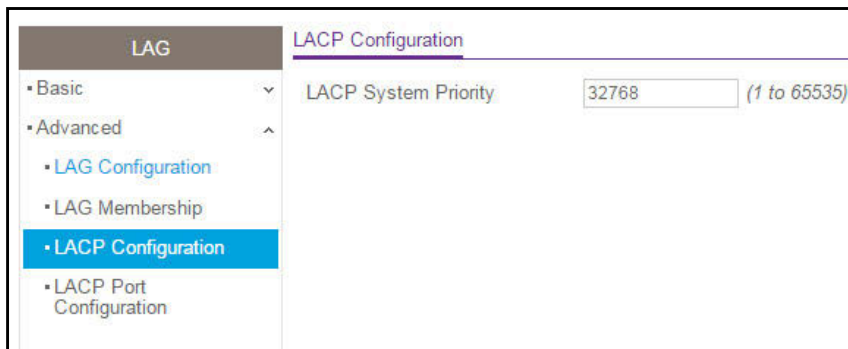 LAG
Basic
Advanced
LAG Configuration
LAG Membership
LACP Configuration
LACP Port
Configuration
LACP Configuration
LACP System Priority 32768 (1 to 65535)